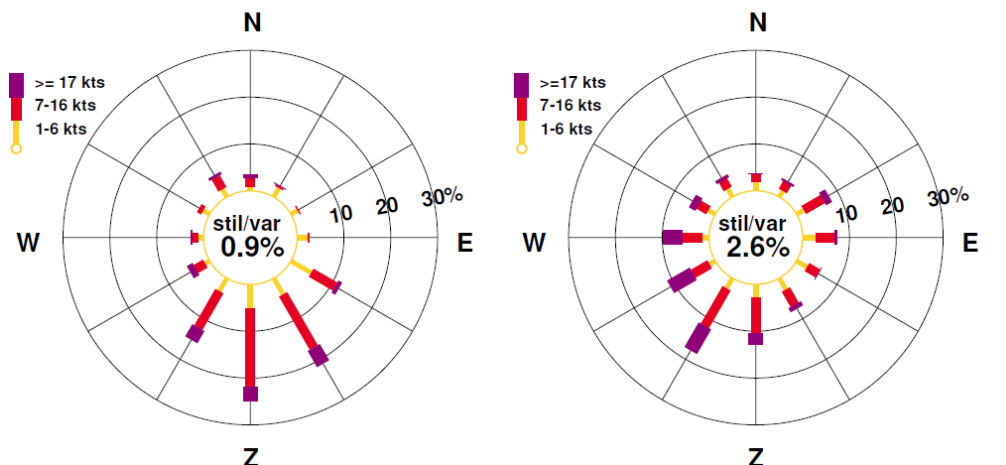 N
>= 17 kts
7-16 kts
1-6 kts
W
stil/var
0.9%
10
20
30%
E
Z
N
>=17 kts
7-16 kts
1-6 kts
W
stil/var
2.6%
10
20
30%
E
Z